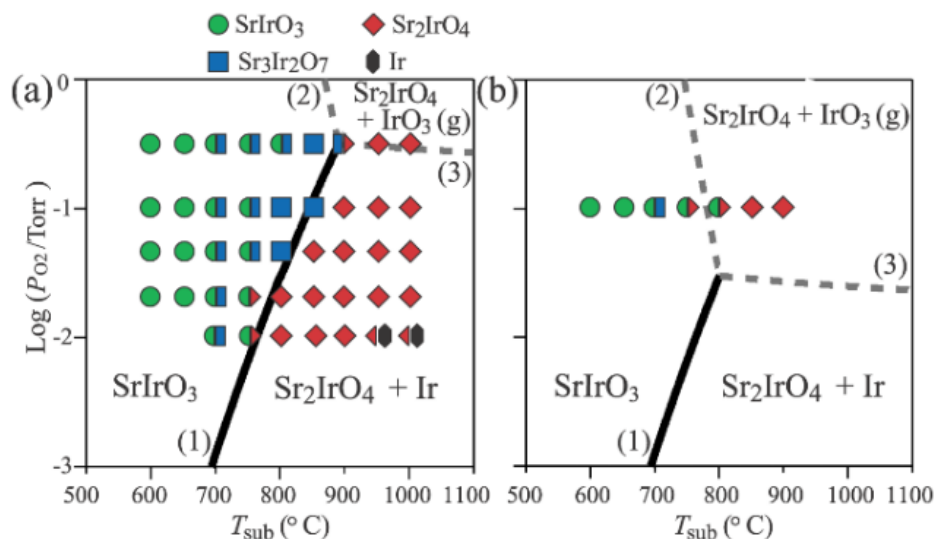 SrIrO3 Sr2IrO4
Sr3Ir2O7 Ir
(a) (b)
0
-1
-2
-3
Log (PO2/Torr)
(2) Sr2IrO4
+ IrO3 (g)
(3)
SrIrO3 Sr2IrO4 + Ir
(1)
500 600 700 800 900 1000 1100
Tsub (° C)
(2) Sr2IrO4 + IrO3 (g)
(3)
SrIrO3 Sr2IrO4 + Ir
(1)
500 600 700 800 900 1000 1100
Tsub (° C)